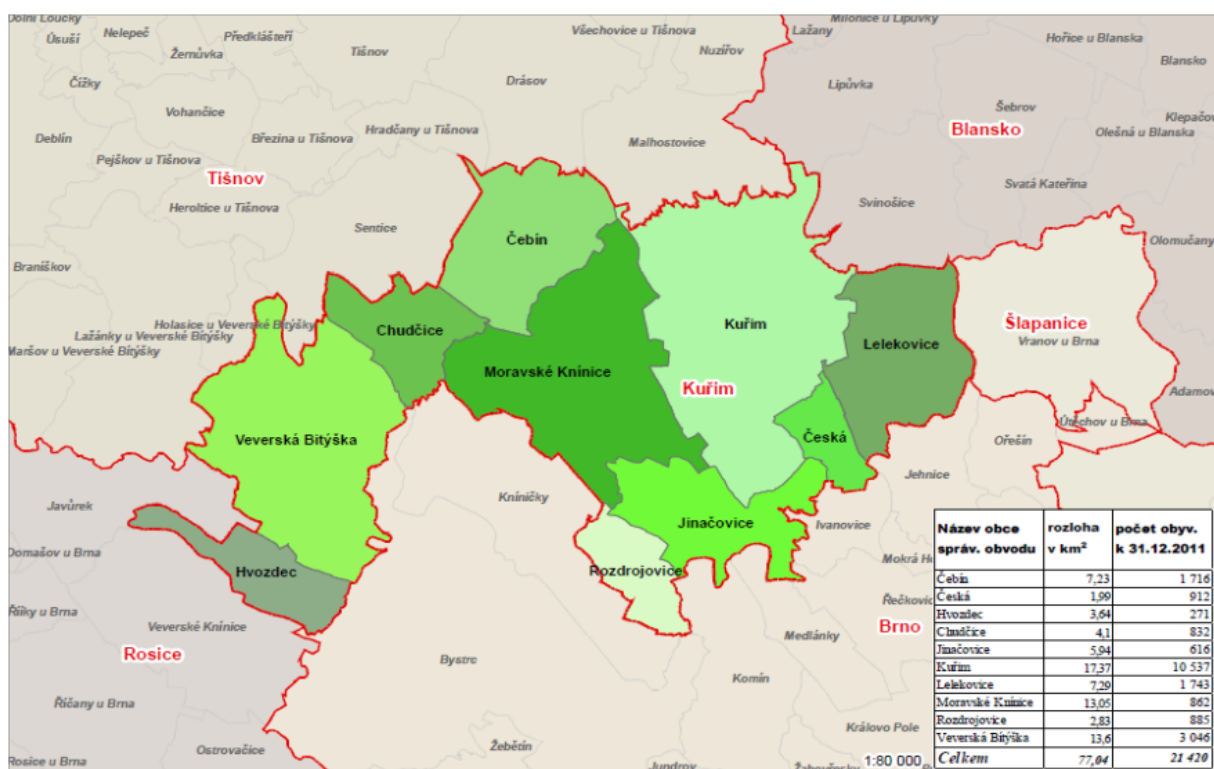 Dolní Loučky
Nelepeč
Předklášteří
Úsuší
Žernůvka
Tišnov
Všechovice u Tišnova
Nuzířov
Lažany
Milonice u Lipůvky
Hořice u Blanska
Blansko
Čížky
Drásov
Lipůvka
Vohančice
Šebrov
Klepačov
Deblín
Březina u Tišnova
Hradčany u Tišnova
Malhostovice
Blansko
Olešná u Blanska
Pejškov u Tišnova
Tišnov
Svatá Kateřina
Heroltice u Tišnova
Svinošice
Sentice
Čebín
Olomučany
Braníškov
Holasice u Veverské Bítýšky
Chudčice
Kuřim
Šlapanice
Lažánky u Veverské Bítýšky
Vranov u Brna
Maršov u Veverské Bítýšky
Lelekovice
Moravské Knínice
Kuřim
Adamov
Veverská Bítýška
Česká
Útěchov u Brna
Ořešín
Jehnice
Kníničky
Javůrek
Jinačovice
Ivanovice
Domašov u Brna
Mokrá Ho
Hvozdec
Rozdrojovice
Řečkovic
Říky u Brna
Veverské Knínice
Brno
Medlánky
Rosice
Bystrc
Komín
Říčany u Brna
Královo Pole
Žebětín
Ostrovačice
Rosice u Brna
Jundrov
Žabovřesky
1:80 000
Název obce správ. obvodu rozloha v km² počet obyv. k 31.12.2011
Čebín 7,23 1 716
Česká 1,99 912
Hvozdec 3,64 271
Chudčice 4,1 832
Jinačovice 5,94 616
Kuřim 17,37 10 537
Lelekovice 7,29 1 743
Moravské Knínice 13,05 862
Rozdrojovice 2,83 885
Veverská Bítýška 13,6 3 046
Celkem 77,04 21 420